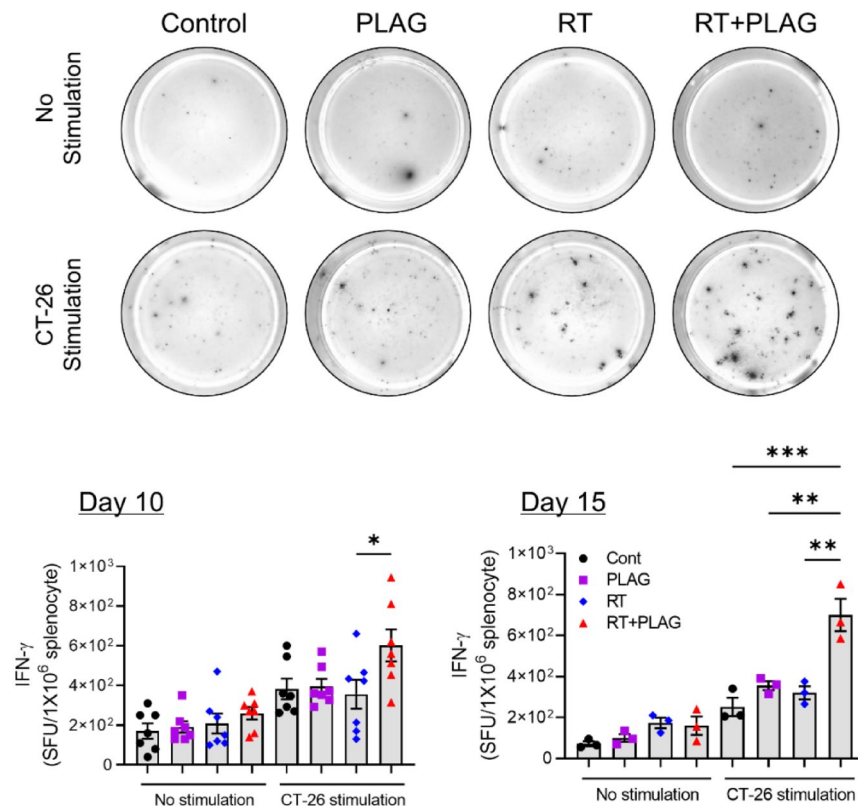 Control PLAG RT RT+PLAG
No
Stimulation
CT-26
Stimulation
Day 10
*
IFN-γ
(SFU/1X10⁶ splenocyte)
1×10³
8×10²
6×10²
4×10²
2×10²
0
No stimulation CT-26 stimulation
Day 15
***
**
**
Cont
PLAG
RT
RT+PLAG
IFN-γ
(SFU/1X10⁶ splenocyte)
1×10³
8×10²
6×10²
4×10²
2×10²
0
No stimulation CT-26 stimulation